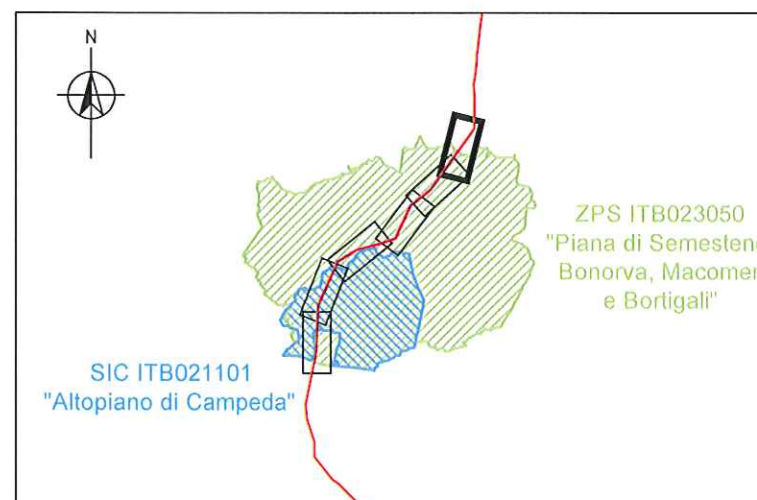 N
ZPS ITB023050
"Piana di Semestene
Bonorva, Macomer
e Bortigali"
SIC ITB021101
"Altopiano di Campeda"